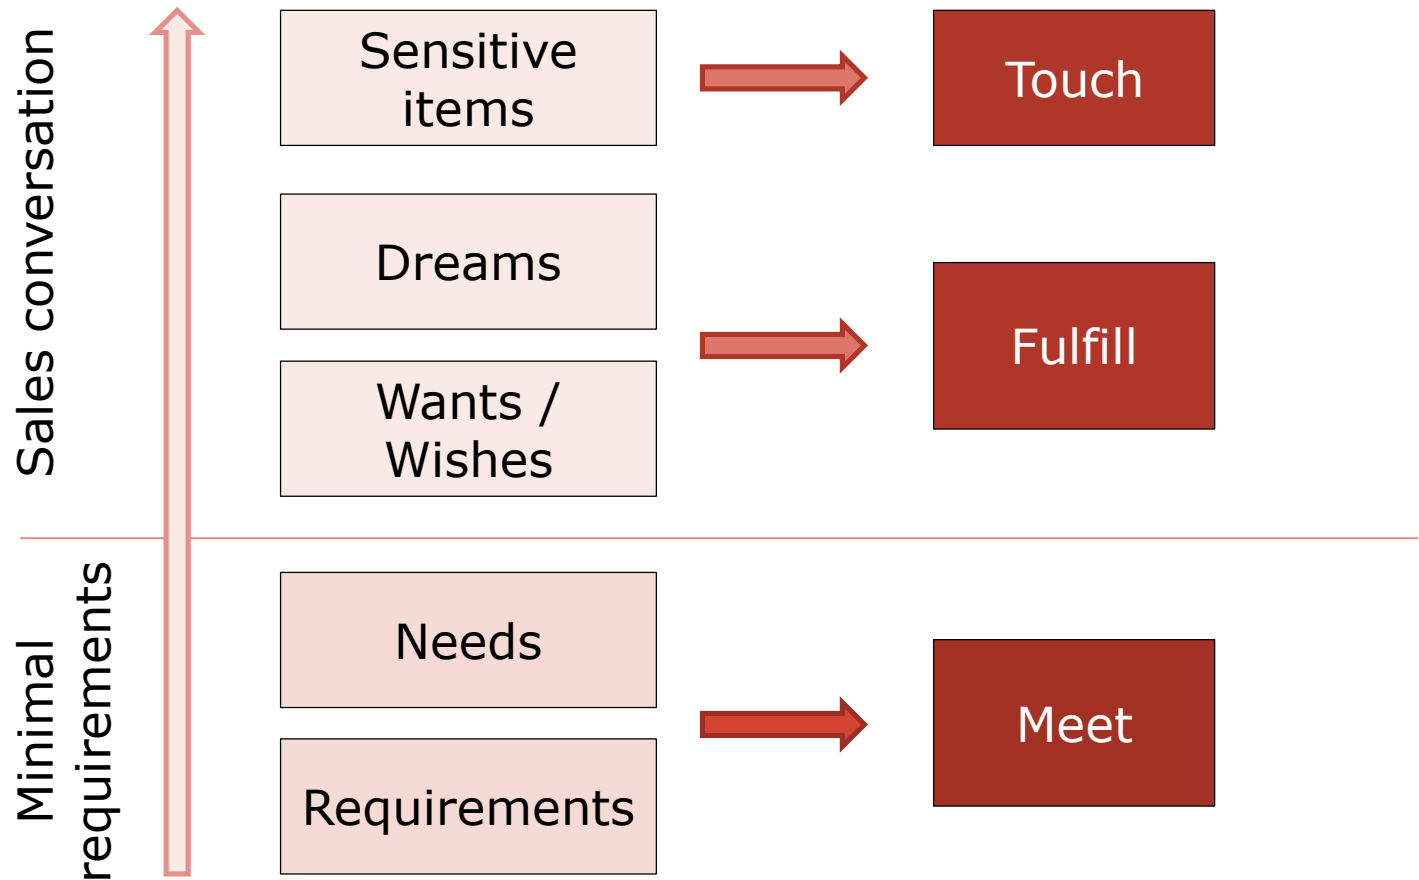 Sales conversation
Sensitive
items
Touch
Dreams
Wants /
Wishes
Fulfill
Minimal
requirements
Needs
Requirements
Meet